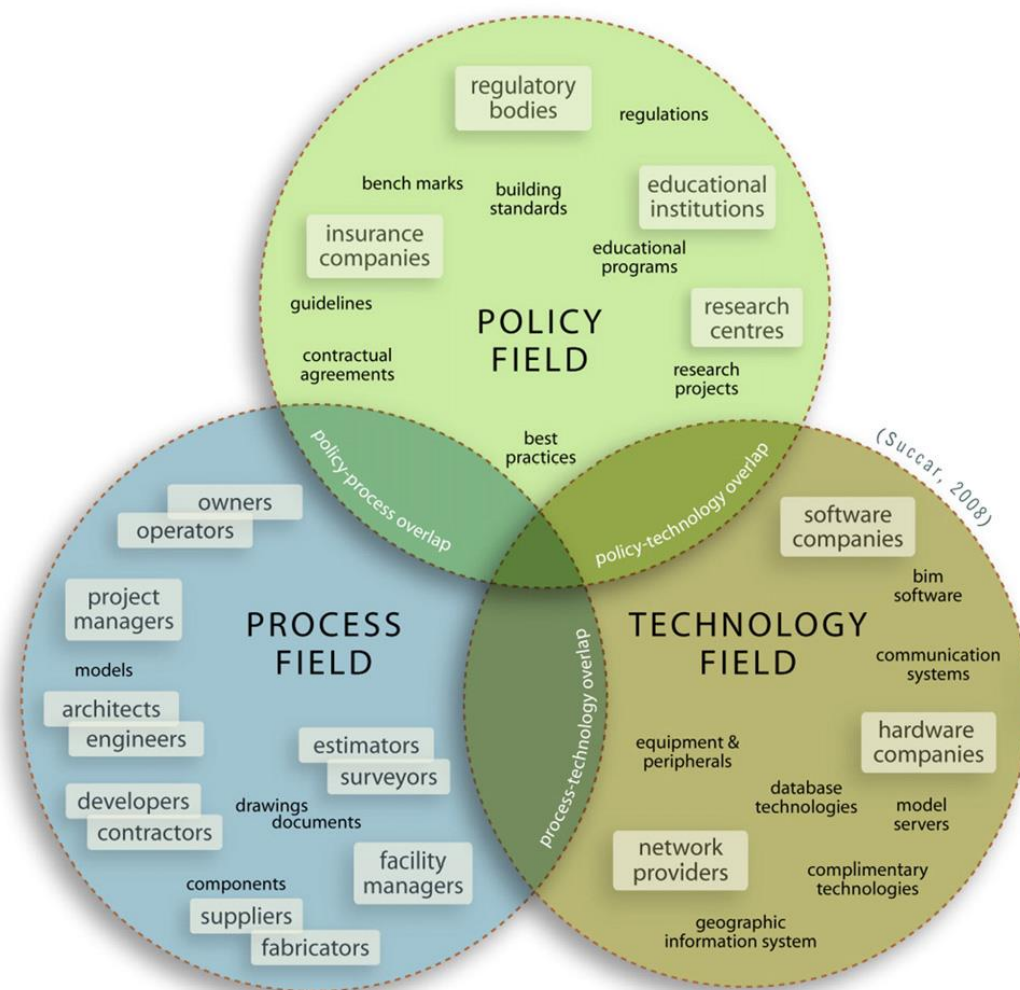 regulatory
bodies
regulations
bench marks
building
standards
educational
institutions
insurance
companies
educational
programs
guidelines
research
centres
POLICY
FIELD
contractual
agreements
research
projects
best
practices
policy-process overlap
policy-technology overlap
(Succar, 2008)
owners
operators
project
managers
PROCESS
FIELD
models
architects
engineers
estimators
surveyors
developers
contractors
drawings
documents
facility
managers
components
suppliers
fabricators
process-technology overlap
software
companies
bim
software
TECHNOLOGY
FIELD
communication
systems
hardware
companies
equipment &
peripherals
database
technologies
model
servers
network
providers
complimentary
technologies
geographic
information system